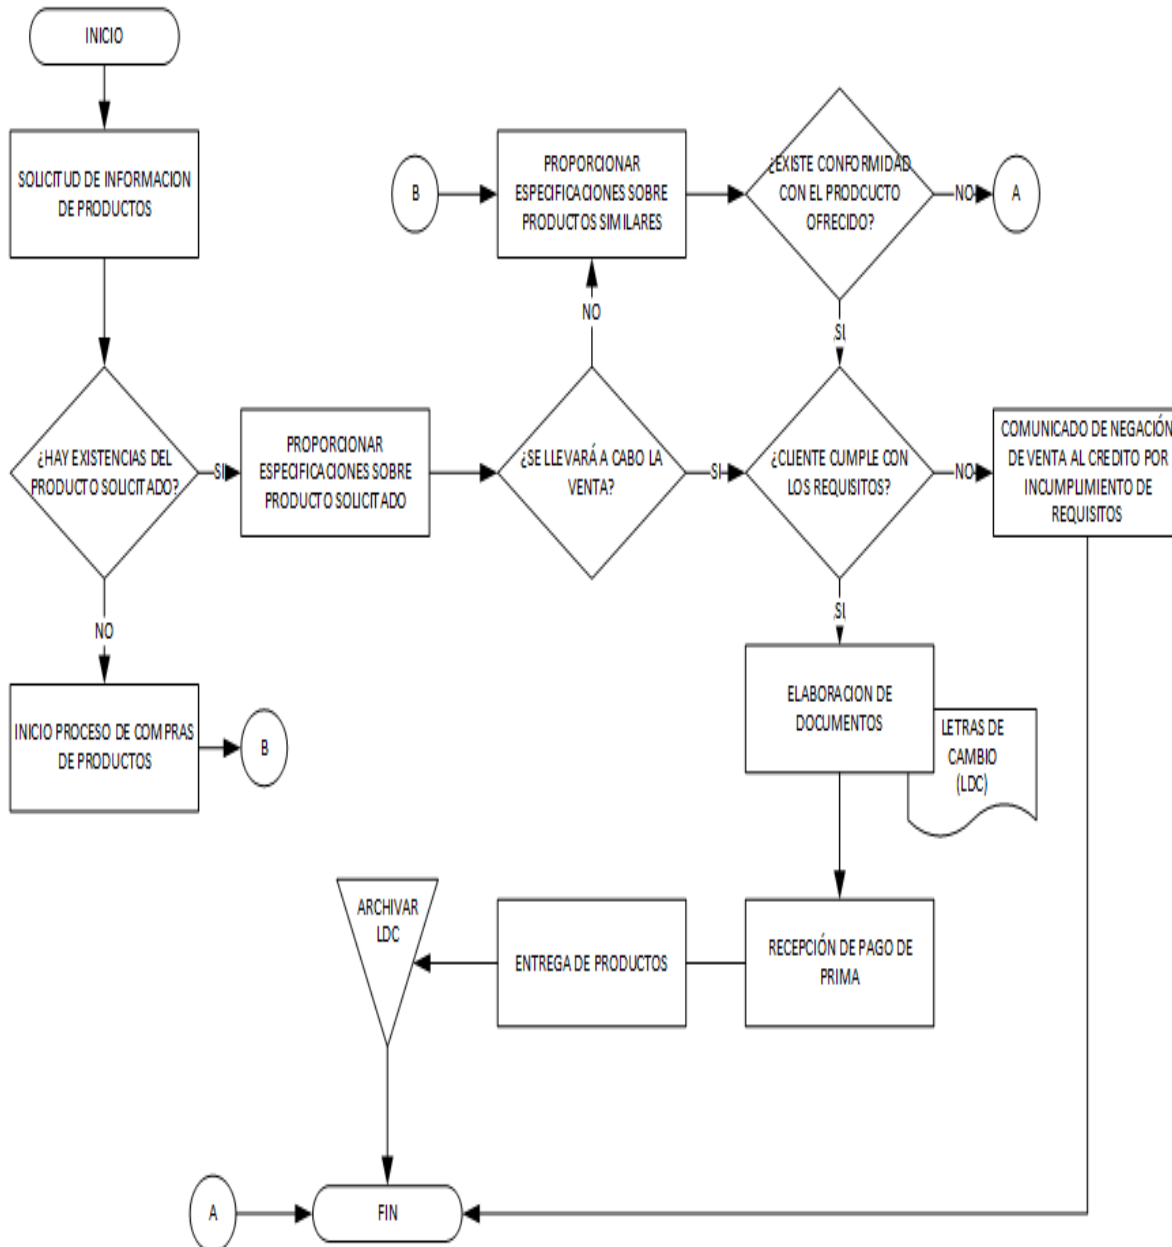 INICIO
SOLICITUD DE INFORMACION
DE PRODUCTOS
B
PROPORCIONAR
ESPECIFICACIONES SOBRE
PRODUCTOS SIMILARES
¿EXISTE CONFORMIDAD
CON EL PRODCUCTO
OFRECIDO?
NO
A
NO
SI
¿HAY EXISTENCIAS DEL
PRODUCTO SOLICITADO?
SI
PROPORCIONAR
ESPECIFICACIONES SOBRE
PRODUCTO SOLICITADO
¿SE LLEVARÁ A CABO LA
VENTA?
SI
¿CLIENTE CUMPLE CON
LOS REQUISITOS?
NO
COMUNICADO DE NEGACIÓN
DE VENTA AL CREDITO POR
INCUMPLIMIENTO DE
REQUISITOS
NO
SI
INICIO PROCESO DE COMPRAS
DE PRODUCTOS
B
ELABORACION DE
DOCUMENTOS
LETRAS DE
CAMBIO
(LDC)
ARCHIVAR
LDC
ENTREGA DE PRODUCTOS
RECEPCIÓN DE PAGO DE
PRIMA
A
FIN